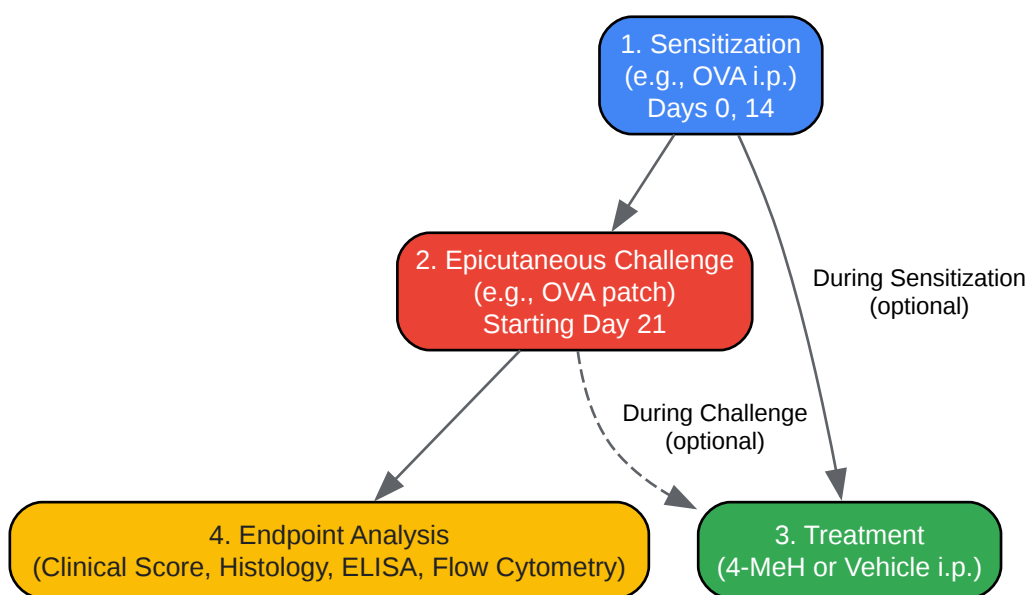 1. Sensitization
(e.g., OVA i.p.)
Days 0, 14
2. Epicutaneous Challenge
(e.g., OVA patch)
Starting Day 21
During Sensitization
(optional)
During Challenge
(optional)
4. Endpoint Analysis
(Clinical Score, Histology, ELISA, Flow Cytometry)
3. Treatment
(4-MeH or Vehicle i.p.)